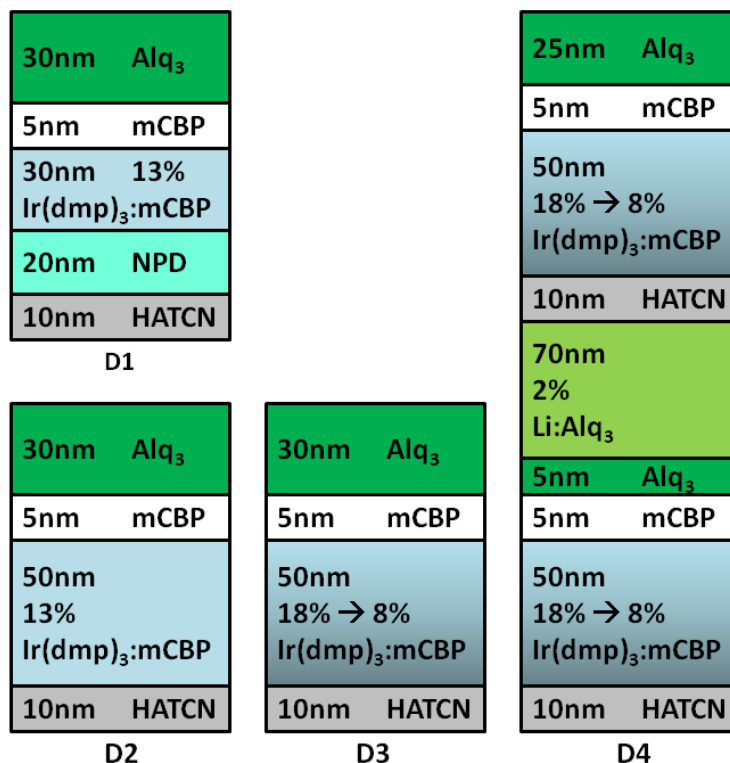 30nm Alq₃
5nm mCBP
30nm 13%
Ir(dmp)₃:mCBP
20nm NPD
10nm HATCN
D1
30nm Alq₃
5nm mCBP
50nm
13%
Ir(dmp)₃:mCBP
10nm HATCN
D2
30nm Alq₃
5nm mCBP
50nm
18% → 8%
Ir(dmp)₃:mCBP
10nm HATCN
D3
25nm Alq₃
5nm mCBP
50nm
18% → 8%
Ir(dmp)₃:mCBP
10nm HATCN
70nm
2%
Li:Alq₃
5nm Alq₃
5nm mCBP
50nm
18% → 8%
Ir(dmp)₃:mCBP
10nm HATCN
D4